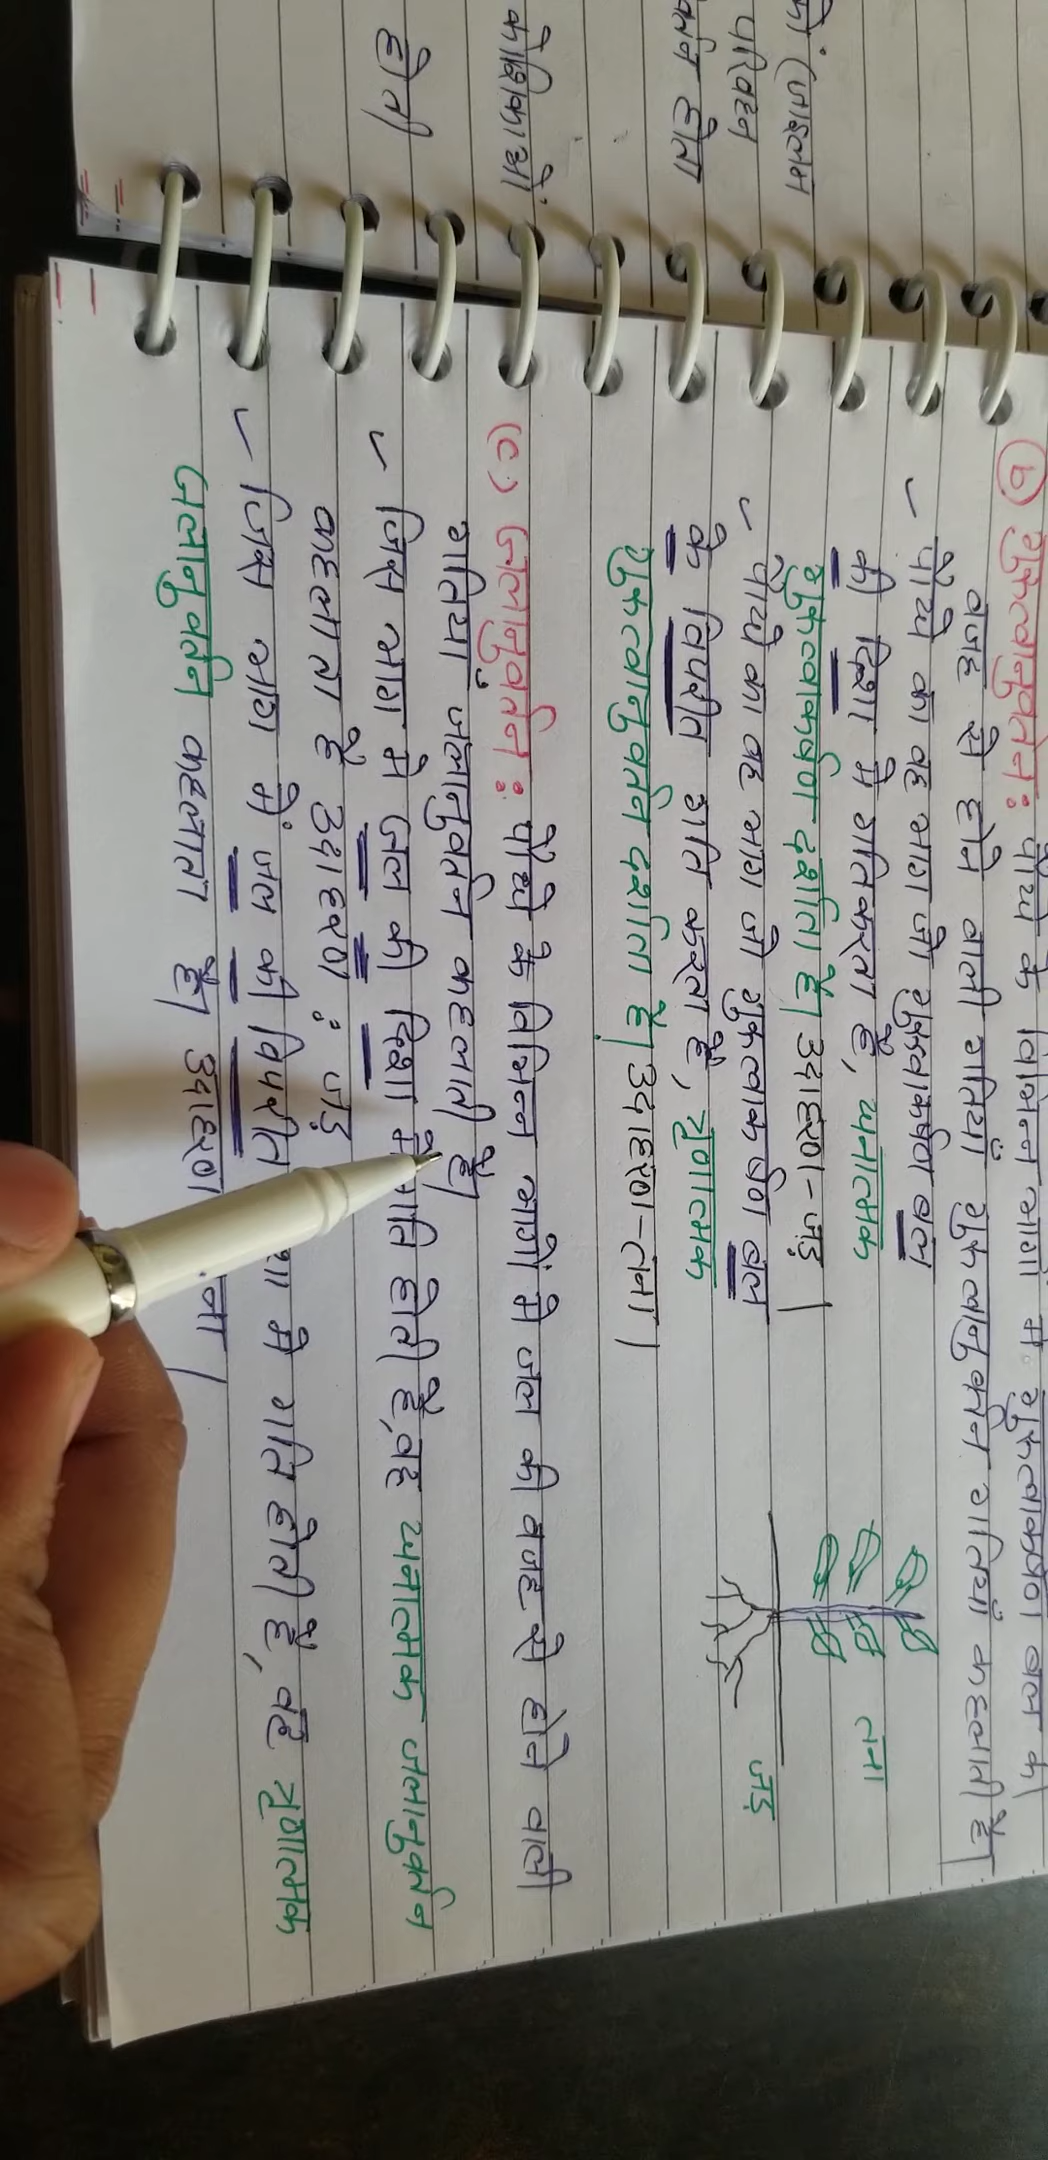 को (जाइलम
परिवहन
वर्तन होता
कोशिकाओं
होती
(b) गुरुत्वानुवर्तन : पौधे के विभिन्न भागों में गुरुत्वाकर्षण बल की
वजह से होने वाली गतियाँ गुरुत्वानुवर्तन गतियाँ कहलाती है।
✓ पौधे का वह भाग जो गुरुत्वाकर्षण बल
की दिशा में गति करता है, धनात्मक
गुरुत्वाकर्षण दर्शाता है। उदाहरण - जड़।
✓ पौधे का वह भाग जो गुरुत्वाकर्षण बल
के विपरीत गति करता है, ऋणात्मक
गुरुत्वानुवर्तन दर्शाता है। उदाहरण - तना।
तना
जड़
(C) जलानुवर्तन : पौधे के विभिन्न भागों में जल की वजह से होने वाली
गतियाँ जलानुवर्तन कहलाती है।
✓ जिस भाग में जल की दिशा में गति होती है, वह धनात्मक जलानुवर्तन
कहलाता है उदाहरण : जड़
✓ जिस भाग में जल की विपरीत में गति होती है, वह ऋणात्मक
जलानुवर्तन कहलाता है। उदाहरण